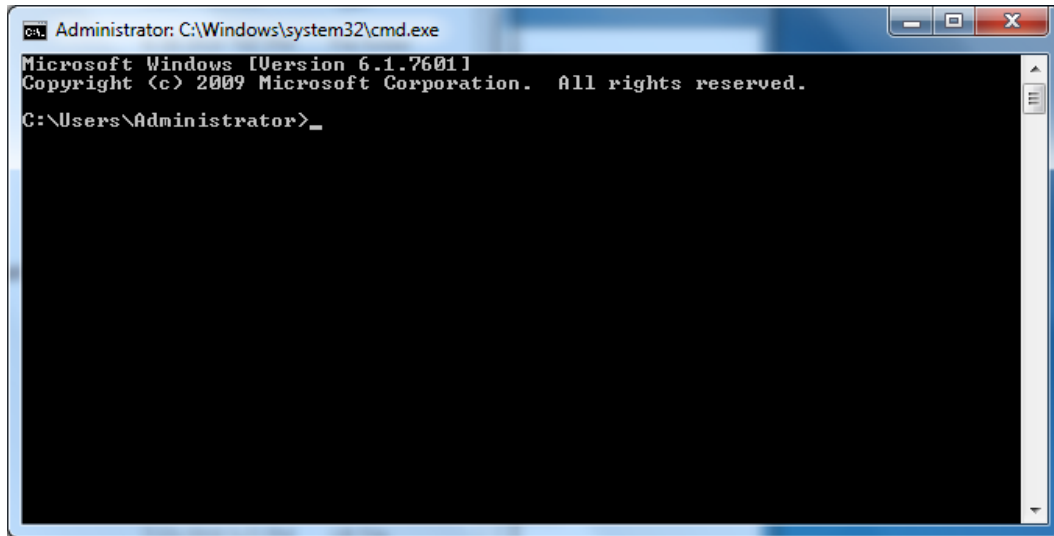 Administrator: C:\Windows\system32\cmd.exe
Microsoft Windows [Version 6.1.7601]
Copyright (c) 2009 Microsoft Corporation.  All rights reserved.
C:\Users\Administrator>_